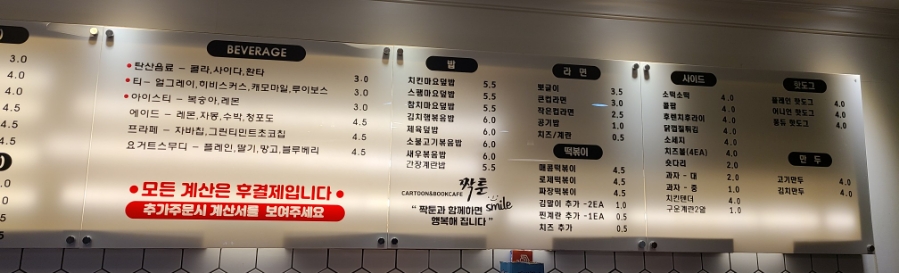 3.0
4.0
4.0
4.5
4.5
BEVERAGE
탄산음료 – 콜라,사이다,환타 3.0
티 – 얼그레이,히비스커스,캐모마일,루이보스 3.0
아이스티 – 복숭아,레몬 3.0
에이드 – 레몬,자몽,수박,청포도 4.5
프라페 – 자바칩,그린티민트초코칩 4.5
요거트스무디 – 플레인,딸기,망고,블루베리 4.5
모든 계산은 후결제입니다
추가주문시 계산서를 보여주세요
밥
치킨마요덮밥 5.5
스팸마요덮밥 5.5
참치마요덮밥 5.5
김치햄볶음밥 6.0
제육덮밥 6.0
소불고기볶음밥 6.0
새우볶음밥 6.0
간장계란밥 5.5
CARTOON&BOOKCAFE 짝툰
" 짝툰과 함께하면 smile
행복해 집니다 "
라 면
뽀글이 3.5
큰컵라면 3.0
작은컵라면 2.5
공기밥 1.0
치즈/계란 0.5
떡볶이
매콤떡볶이 4.5
로제떡볶이 4.5
짜장떡볶이 4.5
김말이 추가 -2EA 1.0
찐계란 추가 -1EA 0.5
치즈 추가 0.5
사이드
소떡소떡 4.0
콜팝 4.0
후렌치후라이 4.0
닭껍질튀김 4.0
소세지 4.0
치즈볼(4EA) 4.0
숏다리 2.0
과자 - 대 2.0
과자 - 중 1.0
치킨텐더 4.0
구운계란2알 1.0
핫도그
플레인 핫도그 4.0
어니언 핫도그 4.0
퐁듀 핫도그 4.0
만 두
고기만두 4.0
김치만두 4.0